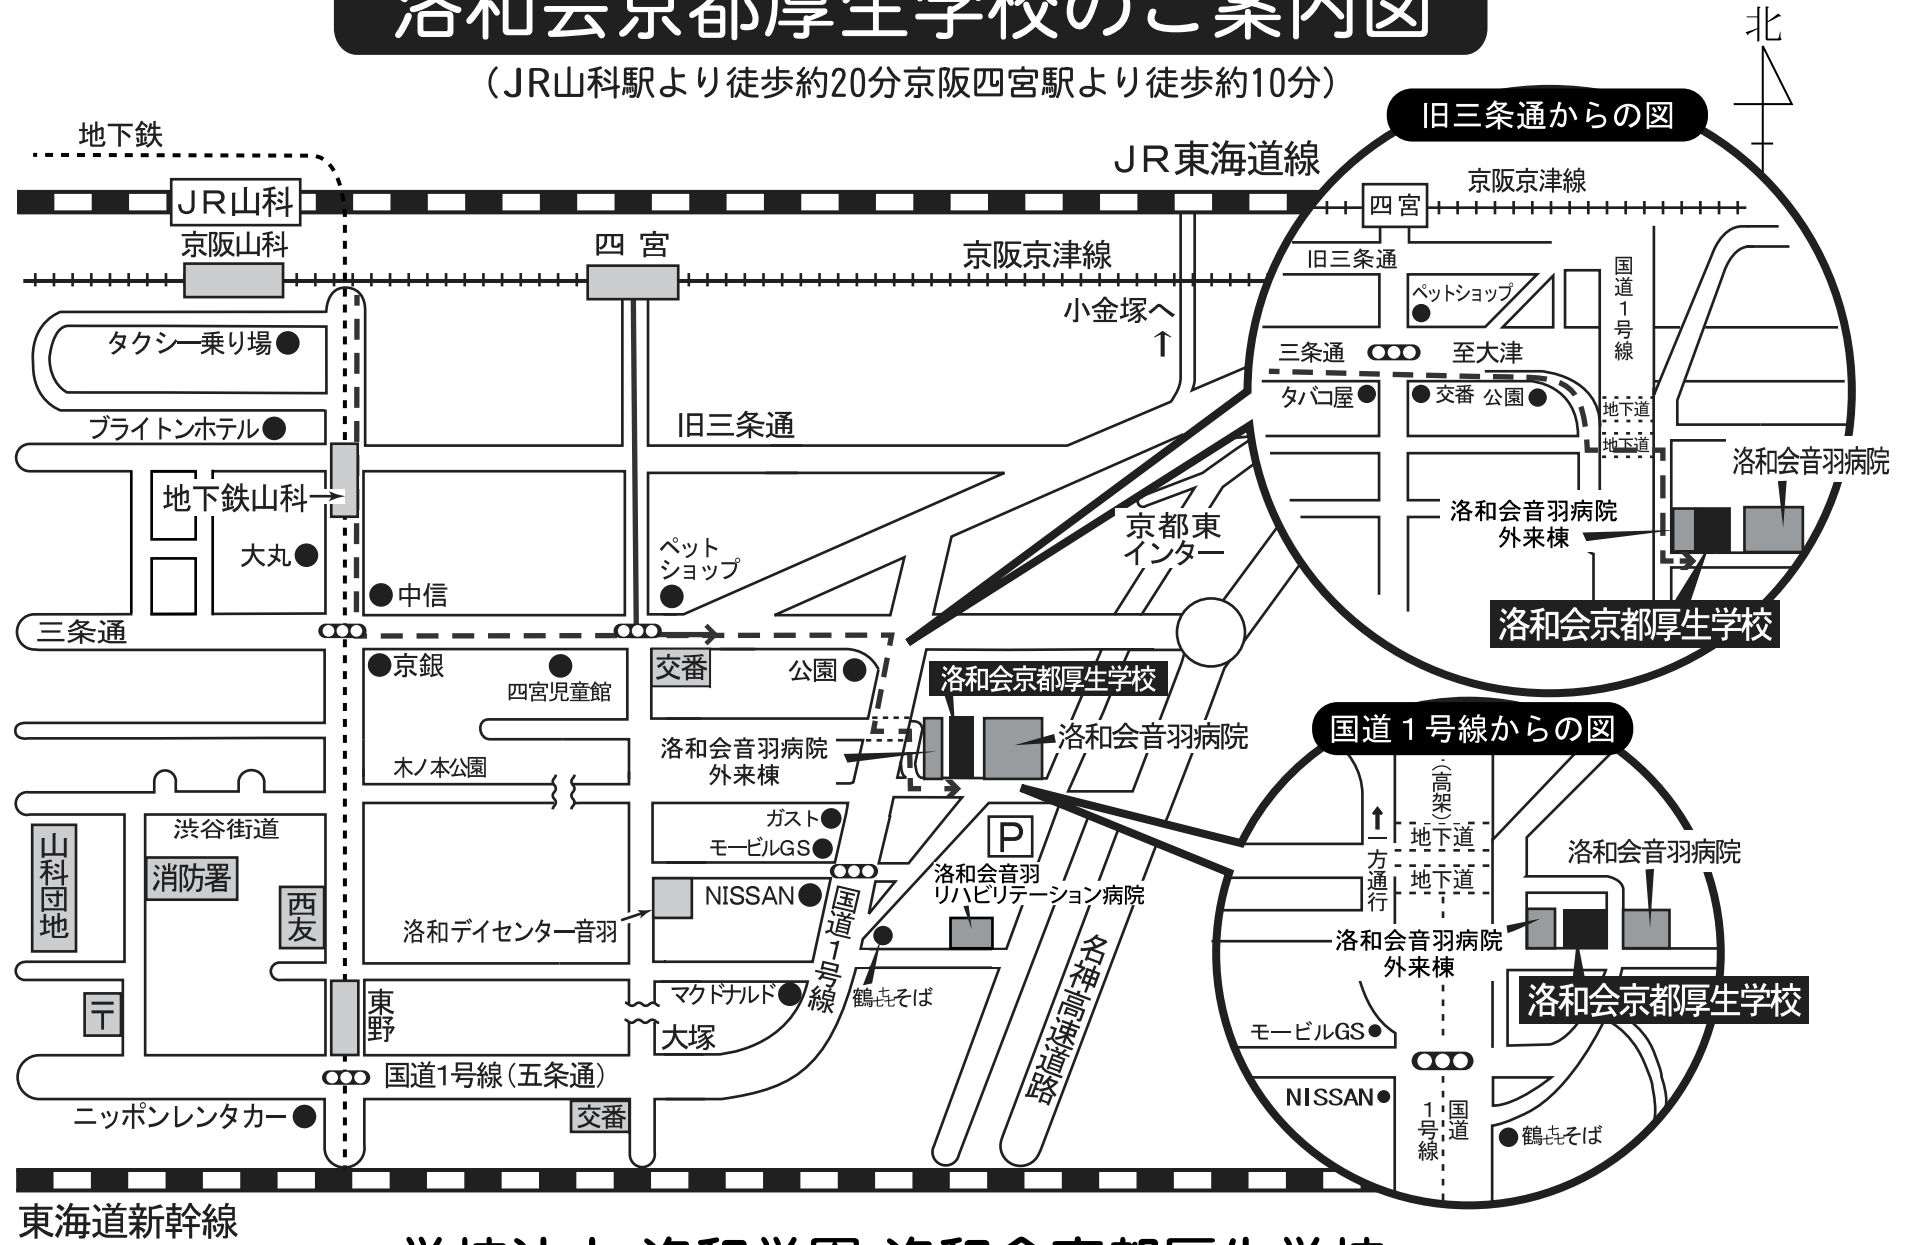 洛和会京都厚生学校のご案内図
（JR山科駅より徒歩約20分京阪四宮駅より徒歩約10分）
北
地下鉄
JR東海道線
JR山科
京阪山科
四宮
京阪京津線
小金塚へ
↑
タクシー乗り場
ブライトンホテル
旧三条通
地下鉄山科
大丸
中信
ペット
ショップ
京都東
インター
三条通
京銀
四宮児童館
交番
公園
洛和会京都厚生学校
洛和会音羽病院
洛和会音羽病院
外来棟
木ノ本公園
渋谷街道
山科団地
消防署
西友
ガスト
モービルGS
P
洛和会音羽
リハビリテーション病院
NISSAN
洛和デイセンター音羽
国道1号線
名神高速道路
〒
東野
マクドナルド
鶴㐂そば
大塚
国道1号線（五条通）
ニッポンレンタカー
交番
東海道新幹線
旧三条通からの図
京阪京津線
四宮
旧三条通
国道1号線
ペットショップ
三条通
至大津
タバコ屋
交番
公園
地下道
地下道
洛和会音羽病院
洛和会音羽病院
外来棟
洛和会京都厚生学校
国道1号線からの図
（高架）
↑一方通行
地下道
地下道
洛和会音羽病院
洛和会音羽病院
外来棟
洛和会京都厚生学校
モービルGS
NISSAN
国道
1号線
鶴㐂そば
学校法人 洛和学園 洛和会京都厚生学校